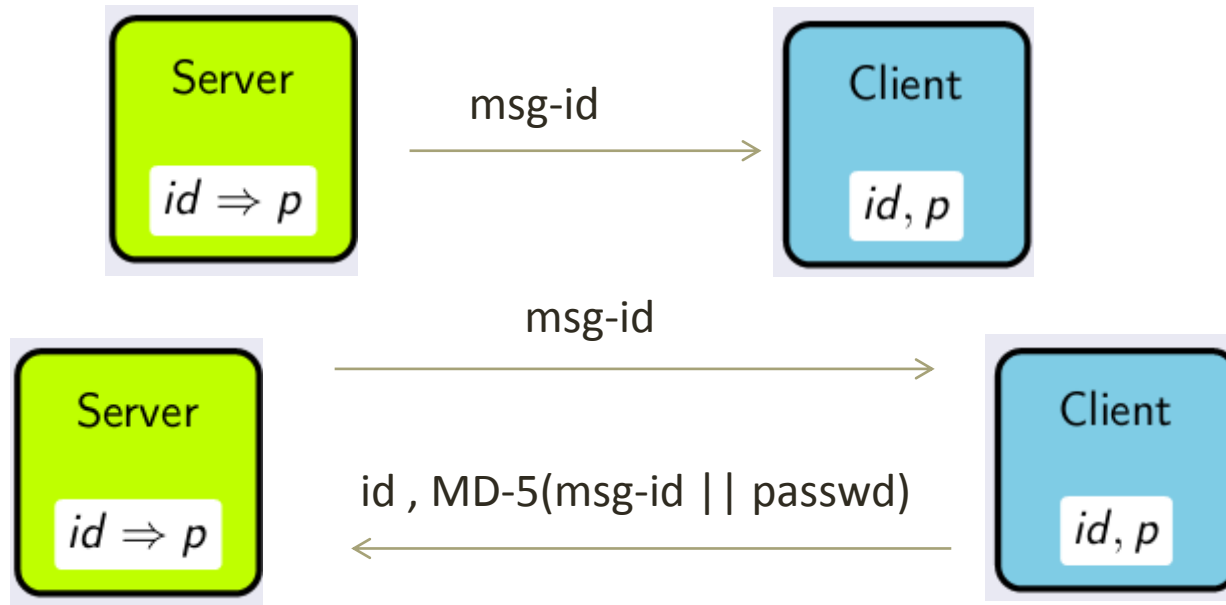 Server
msg-id
Client
id ⇒ p
id, p
msg-id
Server
Client
id , MD-5(msg-id || passwd)
id ⇒ p
id, p